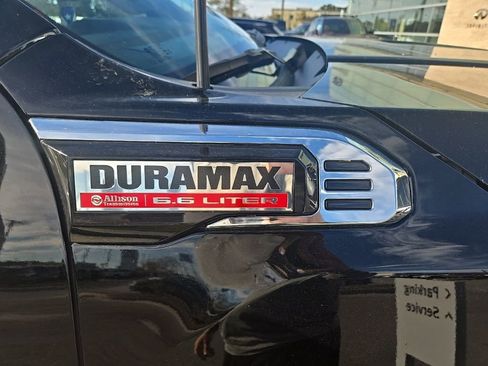 DURAMAX
Allison
TRANSMISSION
6.6 LITER
< Parking
^ Service